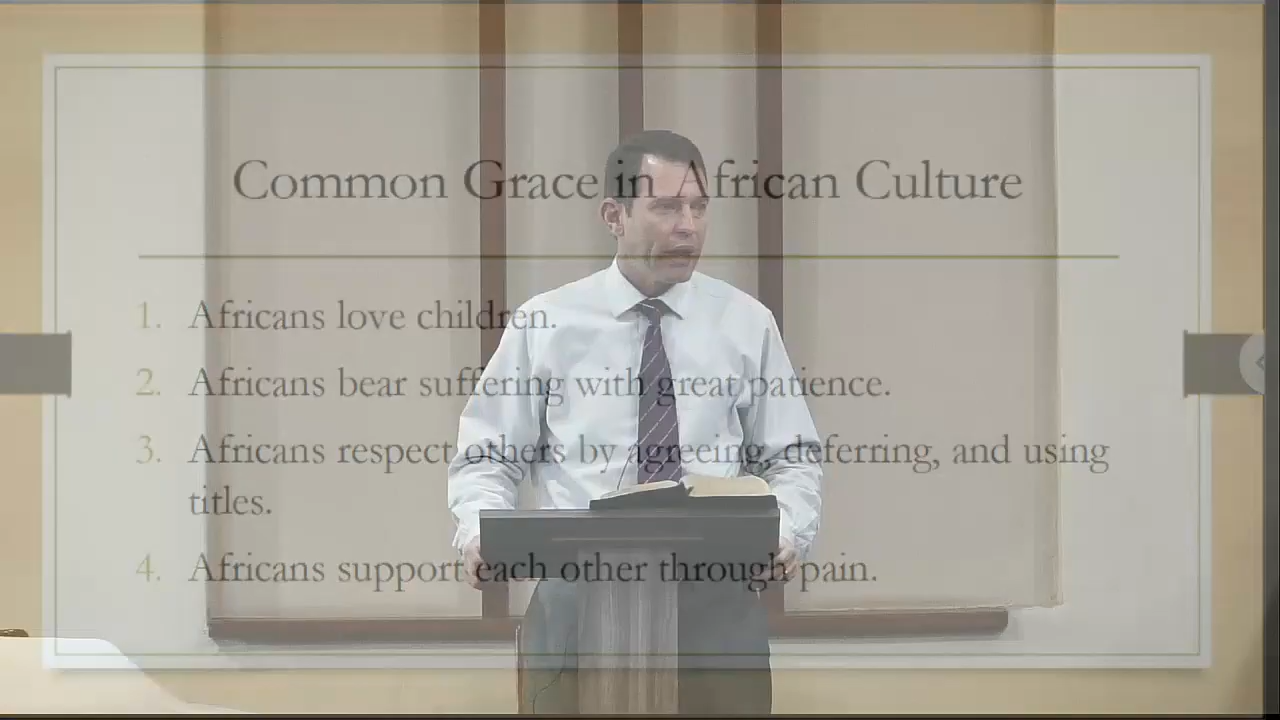 Common Grace in African Culture
1. Africans love children.
2. Africans bear suffering with great patience.
3. Africans respect others by agreeing, deferring, and using
titles.
4. Africans support each other through pain.